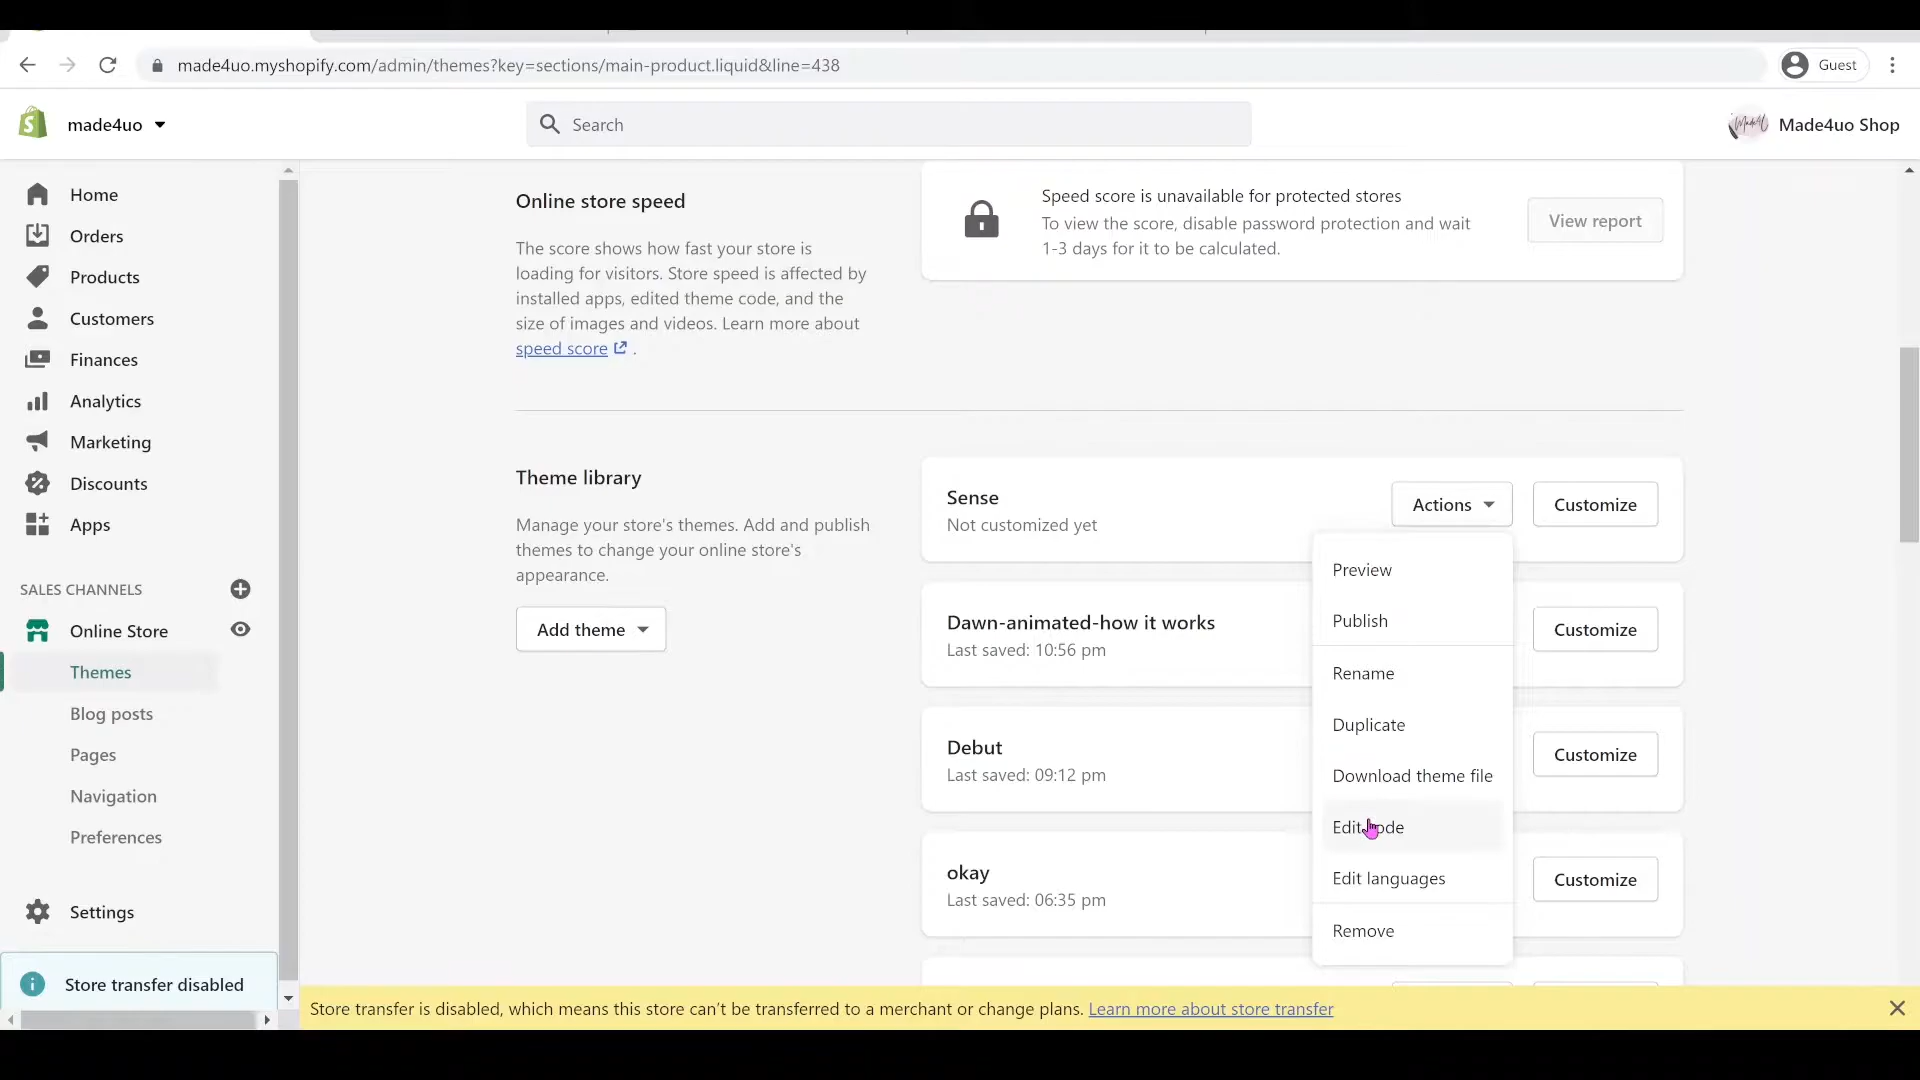 made4uo.myshopify.com/admin/themes?key=sections/main-product.liquid&line=438
Guest
made4uo
Search
Made4uo Shop
Home
Orders
Products
Customers
Finances
Analytics
Marketing
Discounts
Apps
SALES CHANNELS
Online Store
Themes
Blog posts
Pages
Navigation
Preferences
Settings
Store transfer disabled
Online store speed
The score shows how fast your store is
loading for visitors. Store speed is affected by
installed apps, edited theme code, and the
size of images and videos. Learn more about
speed score .
Speed score is unavailable for protected stores
To view the score, disable password protection and wait
1-3 days for it to be calculated.
View report
Theme library
Manage your store's themes. Add and publish
themes to change your online store's
appearance.
Add theme
Sense
Not customized yet
Actions
Customize
Dawn-animated-how it works
Last saved: 10:56 pm
Customize
Debut
Last saved: 09:12 pm
Customize
okay
Last saved: 06:35 pm
Customize
Preview
Publish
Rename
Duplicate
Download theme file
Edit code
Edit languages
Remove
Store transfer is disabled, which means this store can't be transferred to a merchant or change plans. Learn more about store transfer